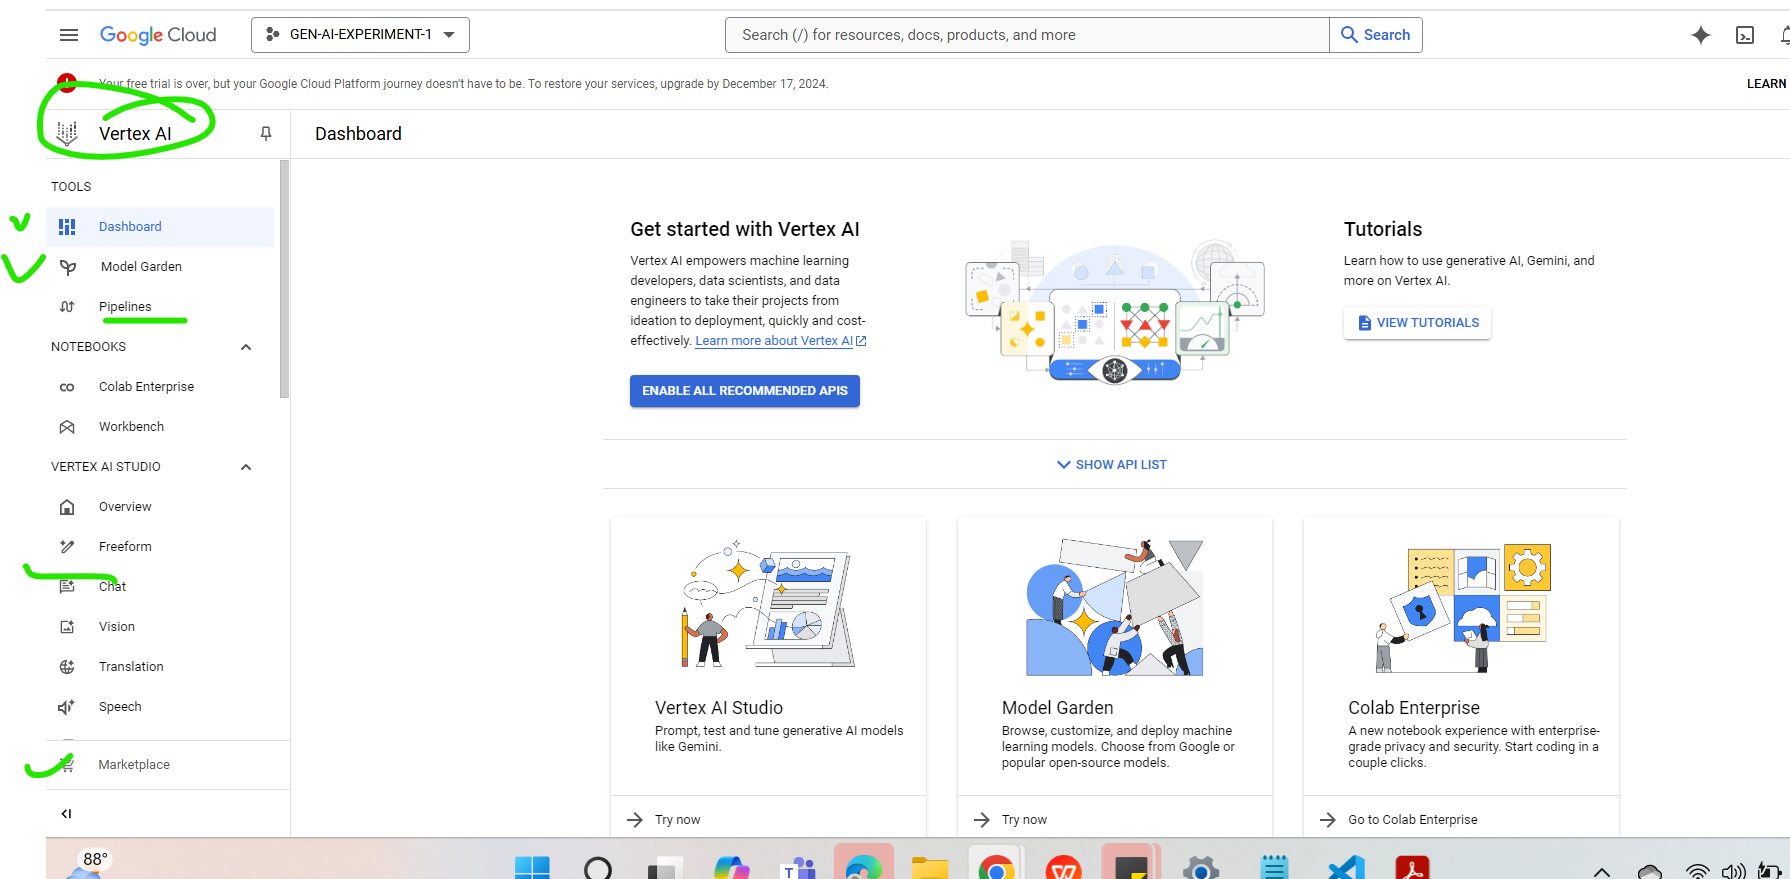 Google Cloud
GEN-AI-EXPERIMENT-1
Search (/) for resources, docs, products, and more
Search
Your free trial is over, but your Google Cloud Platform journey doesn't have to be. To restore your services, upgrade by December 17, 2024.
LEARN
Vertex AI
Dashboard
TOOLS
Dashboard
Model Garden
Pipelines
NOTEBOOKS
Colab Enterprise
Workbench
VERTEX AI STUDIO
Overview
Freeform
Chat
Vision
Translation
Speech
Marketplace
Get started with Vertex AI
Vertex AI empowers machine learning
developers, data scientists, and data
engineers to take their projects from
ideation to deployment, quickly and cost-
effectively. Learn more about Vertex AI
ENABLE ALL RECOMMENDED APIS
Tutorials
Learn how to use generative AI, Gemini, and
more on Vertex AI.
VIEW TUTORIALS
SHOW API LIST
Vertex AI Studio
Prompt, test and tune generative AI models
like Gemini.
Try now
Model Garden
Browse, customize, and deploy machine
learning models. Choose from Google or
popular open-source models.
Try now
Colab Enterprise
A new notebook experience with enterprise-
grade privacy and security. Start coding in a
couple clicks.
Go to Colab Enterprise
88°